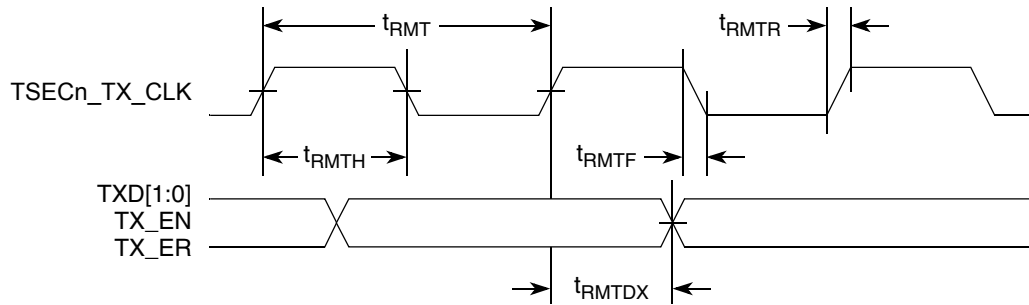 tRMT
tRMTR
TSECn_TX_CLK
tRMTH
tRMTF
TXD[1:0]
TX_EN
TX_ER
tRMTDX